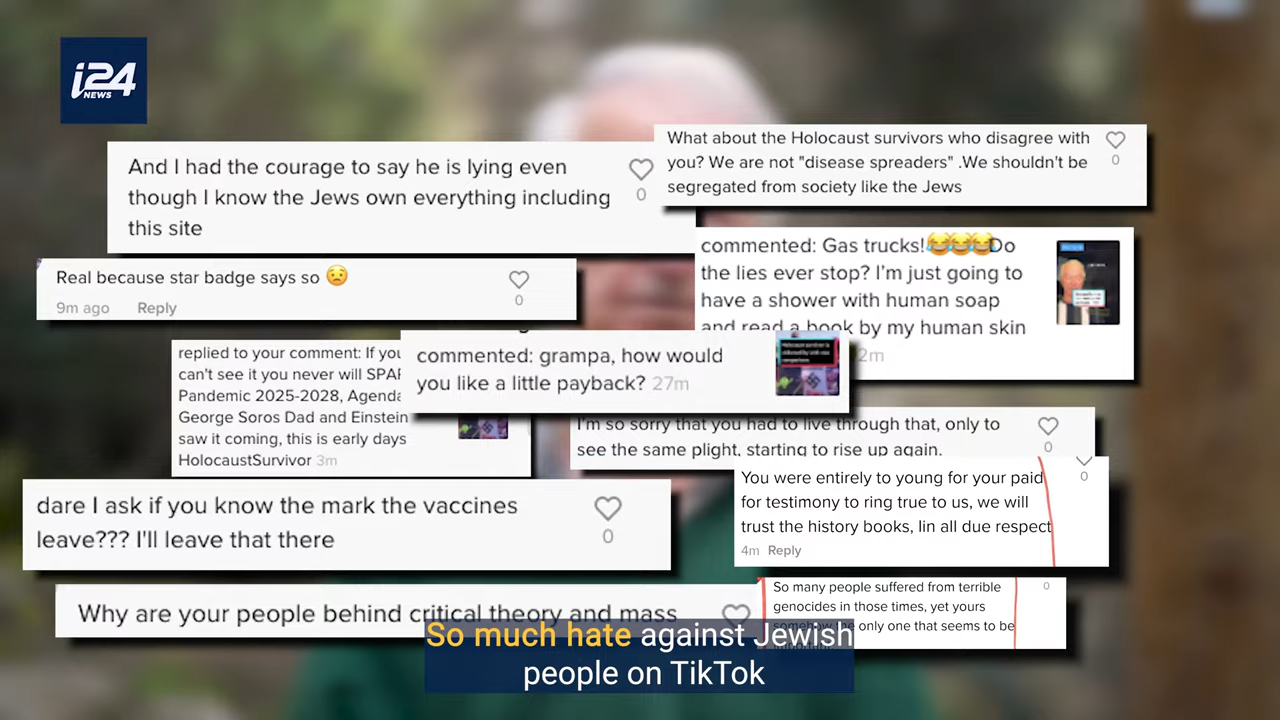 i24
NEWS
And I had the courage to say he is lying even
though I know the Jews own everything including
this site
0
What about the Holocaust survivors who disagree with
you? We are not "disease spreaders" .We shouldn't be
segregated from society like the Jews
0
Real because star badge says so 😟
9m ago Reply
0
commented: Gas trucks!😂😂😂Do
the lies ever stop? I'm just going to
have a shower with human soap
and read a book by my human skin
2m
replied to your comment: If you
can't see it you never will
Pandemic 2025-2028,
George Soros Dad and Einstein
saw it coming, this is early days
HolocaustSurvivor 3m
commented: grampa, how would
you like a little payback? 27m
I'm so sorry that you had to live through that, only to
see the same plight, starting to rise up again.
0
dare I ask if you know the mark the vaccines
leave??? I'll leave that there
0
You were entirely to young for your paid
for testimony to ring true to us, we will
trust the history books, Iin all due respect
4m Reply
0
Why are your people behind critical theory and mass
So many people suffered from terrible
genocides in those times, yet yours
somehow the only one that seems to be
0
So much hate against Jewish
people on TikTok